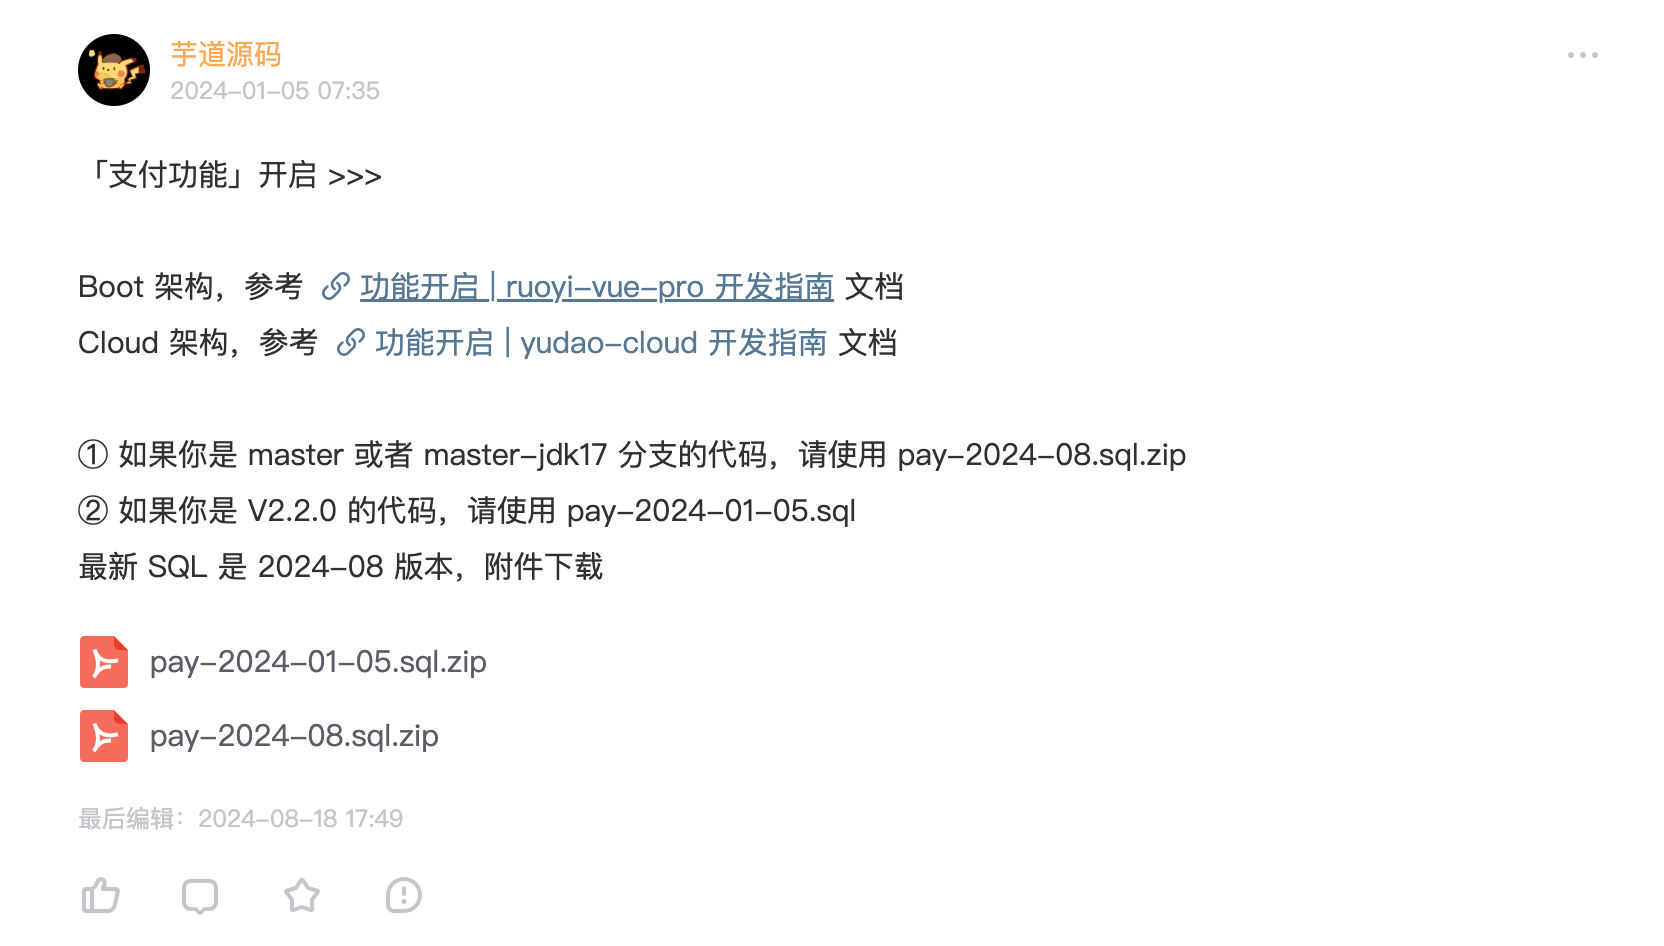 芋道源码
2024-01-05 07:35
「支付功能」开启 >>>
Boot 架构，参考 功能开启 | ruoyi-vue-pro 开发指南 文档
Cloud 架构，参考 功能开启 | yudao-cloud 开发指南 文档
① 如果你是 master 或者 master-jdk17 分支的代码，请使用 pay-2024-08.sql.zip
② 如果你是 V2.2.0 的代码，请使用 pay-2024-01-05.sql
最新 SQL 是 2024-08 版本，附件下载
pay-2024-01-05.sql.zip
pay-2024-08.sql.zip
最后编辑：2024-08-18 17:49